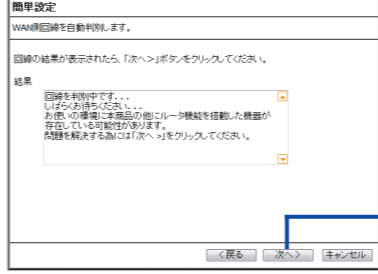 簡単設定
WAN側回線を自動判別します。
回線の結果が表示されたら、「次へ>」ボタンをクリックしてください。
結果
回線を判別中です...
しばらくお待ちください...
お使いの環境に本商品の他にルータ機能を搭載した機器が
存在している可能性があります。
問題を解決する為には「次へ >」をクリックしてください。
<戻る 次へ> キャンセル